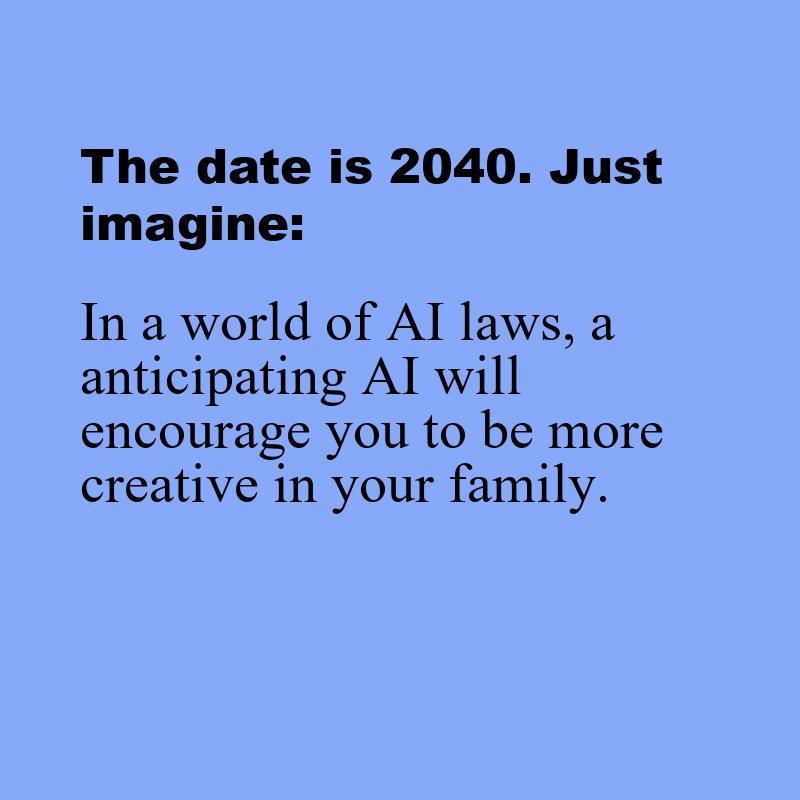 The date is 2040. Just
imagine:
In a world of AI laws, a
anticipating AI will
encourage you to be more
creative in your family.